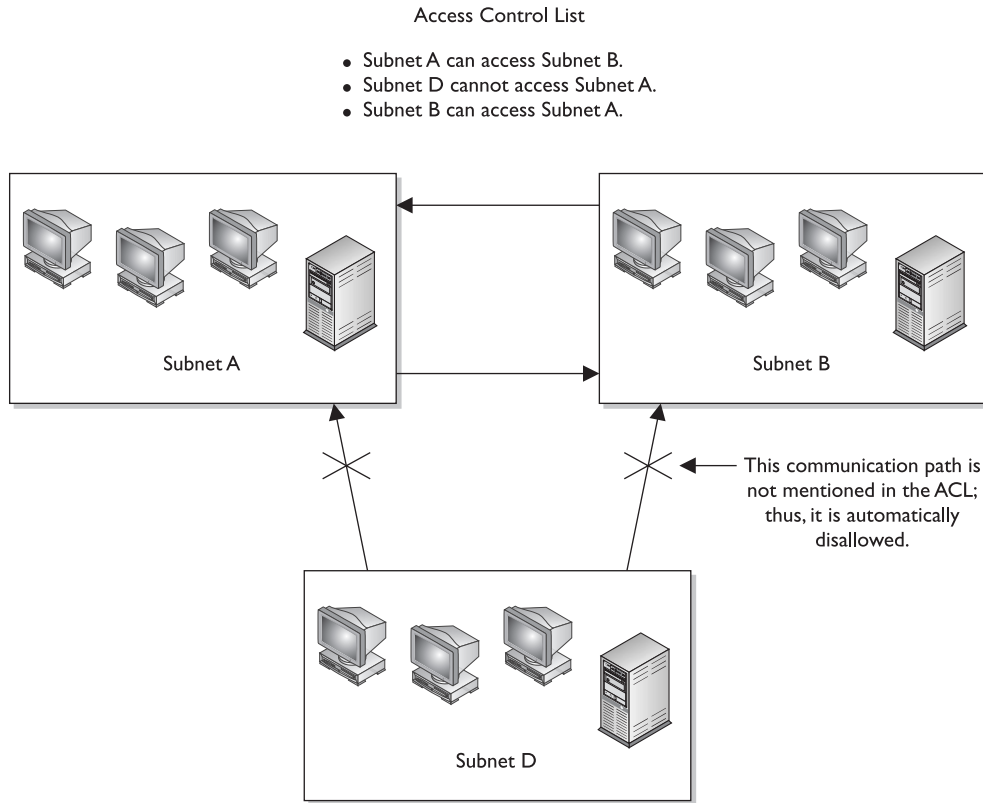 Access Control List
• Subnet A can access Subnet B.
• Subnet D cannot access Subnet A.
• Subnet B can access Subnet A.
Subnet A
Subnet B
This communication path is
not mentioned in the ACL;
thus, it is automatically
disallowed.
Subnet D